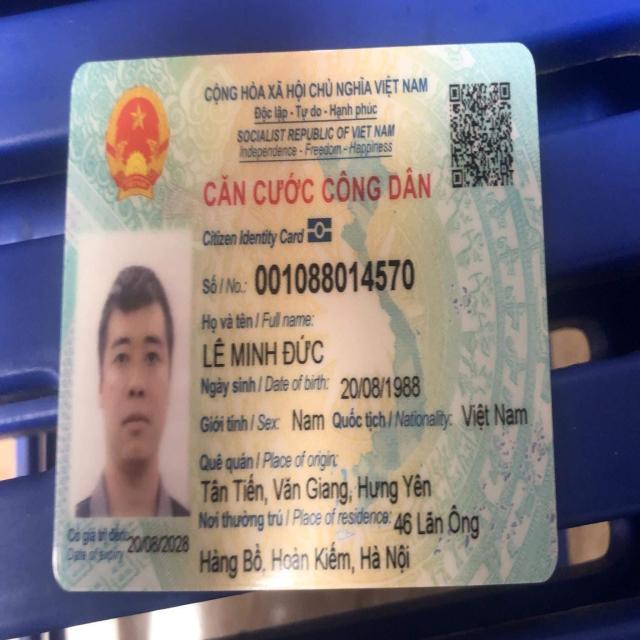 CỘNG HÒA XÃ HỘI CHỦ NGHĨA VIỆT NAM
Độc lập - Tự do - Hạnh phúc
SOCIALIST REPUBLIC OF VIET NAM
Independence - Freedom - Happiness
CĂN CƯỚC CÔNG DÂN
Citizen Identity Card
Số / No.: 001088014570
Họ và tên / Full name:
LÊ MINH ĐỨC
Ngày sinh / Date of birth: 20/08/1988
Giới tính / Sex: Nam Quốc tịch / Nationality: Việt Nam
Quê quán / Place of origin:
Tân Tiến, Văn Giang, Hưng Yên
Nơi thường trú / Place of residence: 46 Lãn Ông
Hàng Bồ, Hoàn Kiếm, Hà Nội
Có giá trị đến: 20/08/2028
Date of expiry